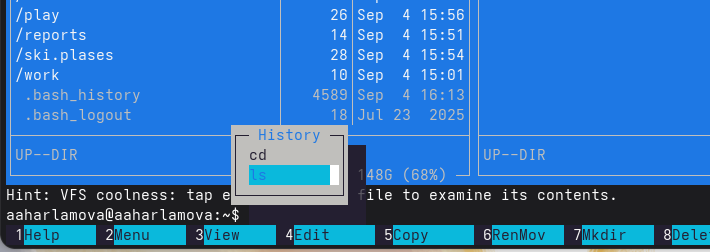 /play 26 Sep 4 15:56
/reports 14 Sep 4 15:51
/ski.plases 28 Sep 4 15:54
/work 10 Sep 4 15:01
.bash_history 4589 Sep 4 16:13
.bash_logout 18 Jul 23 2025
History
cd
ls
UP--DIR UP--DIR
148G (68%)
Hint: VFS coolness: tap e file to examine its contents.
aaharlamova@aaharlamova:~$
1Help 2Menu 3View 4Edit 5Copy 6RenMov 7Mkdir 8Dele